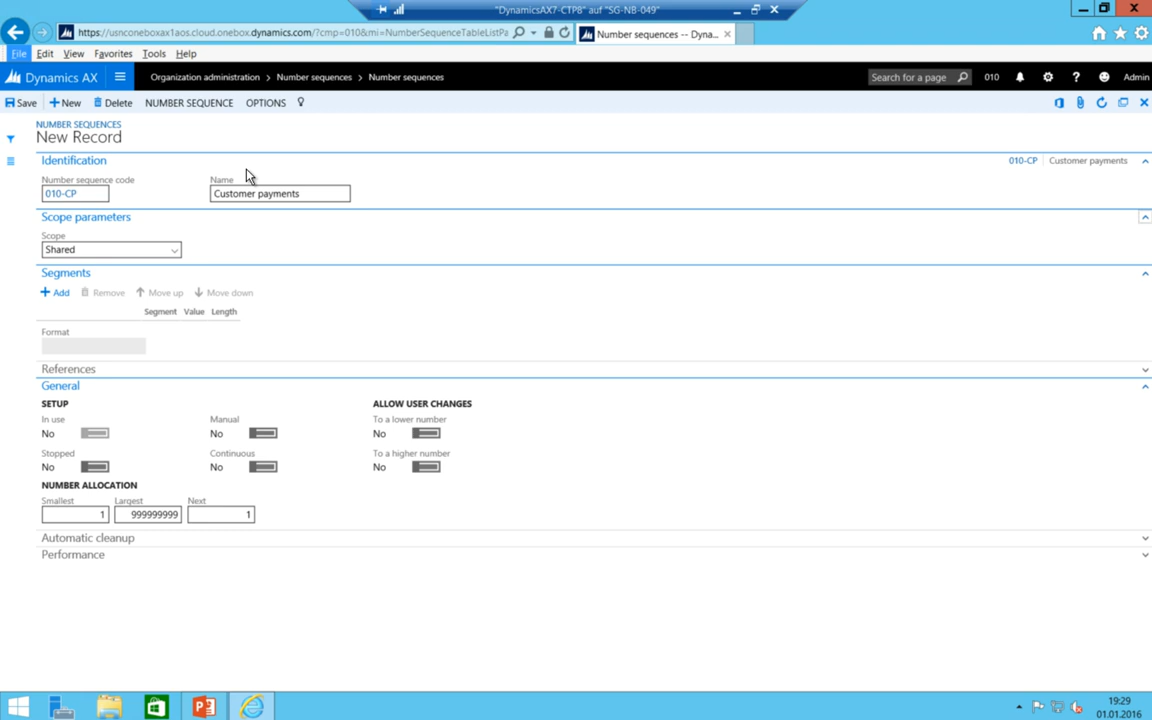 "DynamicsAX7-CTP8" auf "SG-NB-049"
https://usnconeboxax1aos.cloud.onebox.dynamics.com/?cmp=010&mi=NumberSequenceTableListPa
Number sequences -- Dyna...
File Edit View Favorites Tools Help
Dynamics AX
Organization administration > Number sequences > Number sequences
Search for a page
010
Admin
Save New Delete NUMBER SEQUENCE OPTIONS
NUMBER SEQUENCES
New Record
Identification
010-CP Customer payments
Number sequence code Name
010-CP Customer payments
Scope parameters
Scope
Shared
Segments
Add Remove Move up Move down
Segment Value Length
Format
References
General
SETUP ALLOW USER CHANGES
In use Manual To a lower number
No No No
Stopped Continuous To a higher number
No No No
NUMBER ALLOCATION
Smallest Largest Next
1 999999999 1
Automatic cleanup
Performance
19:29
01.01.2016